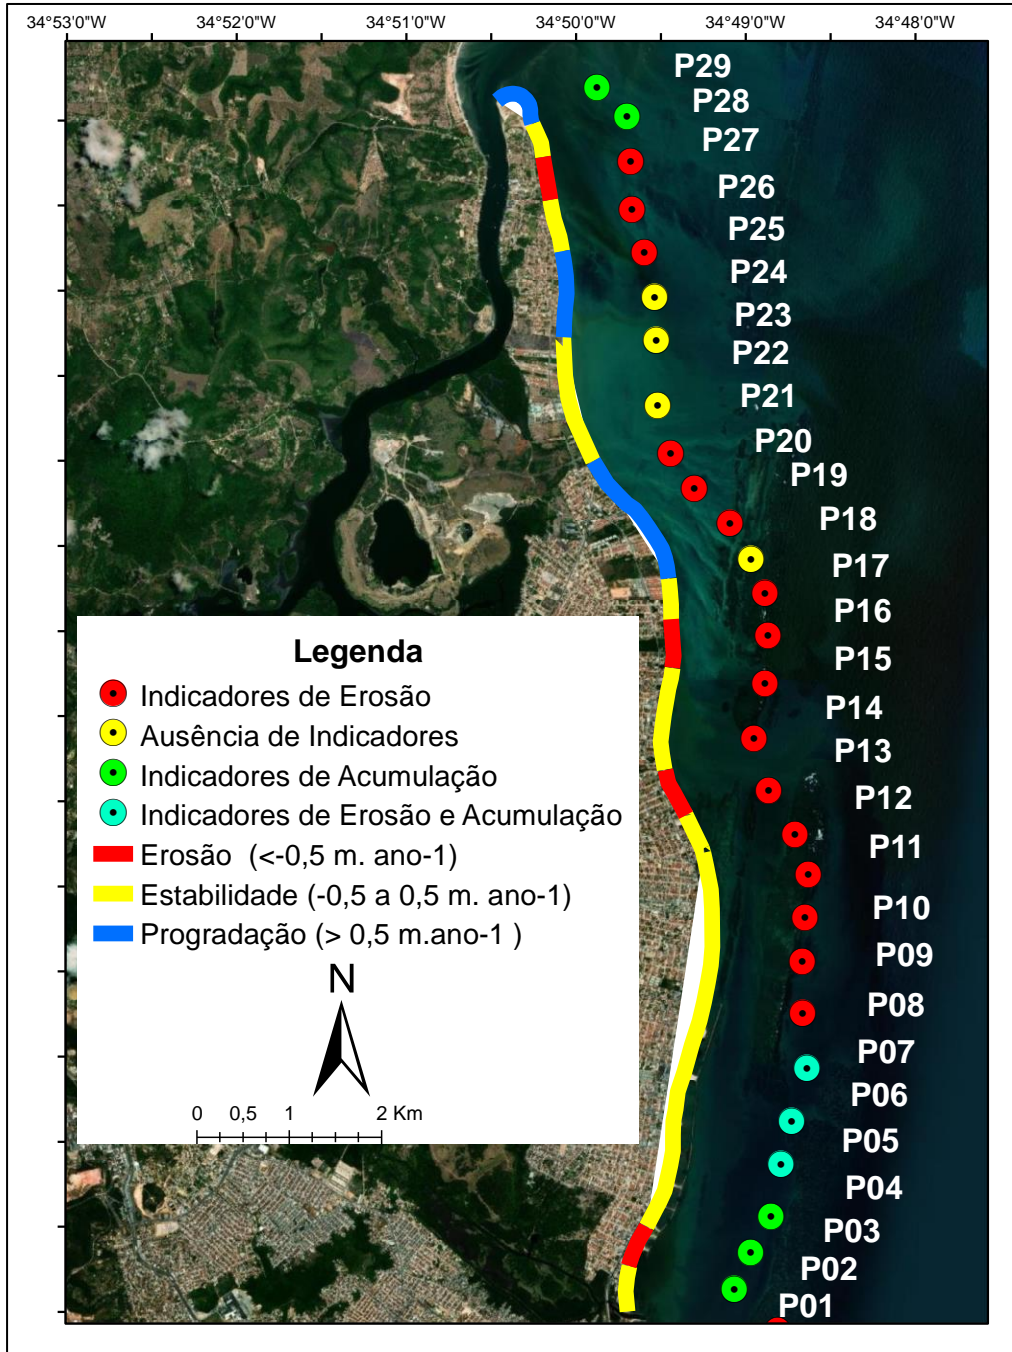 34°53'0"W 34°52'0"W 34°51'0"W 34°50'0"W 34°49'0"W 34°48'0"W
P29
P28
P27
P26
P25
P24
P23
P22
P21
P20
P19
P18
P17
P16
P15
P14
P13
P12
P11
P10
P09
P08
P07
P06
P05
P04
P03
P02
P01
Legenda
Indicadores de Erosão
Ausência de Indicadores
Indicadores de Acumulação
Indicadores de Erosão e Acumulação
Erosão (<-0,5 m. ano-1)
Estabilidade (-0,5 a 0,5 m. ano-1)
Progradação (> 0,5 m.ano-1 )
N
0 0,5 1 2 Km